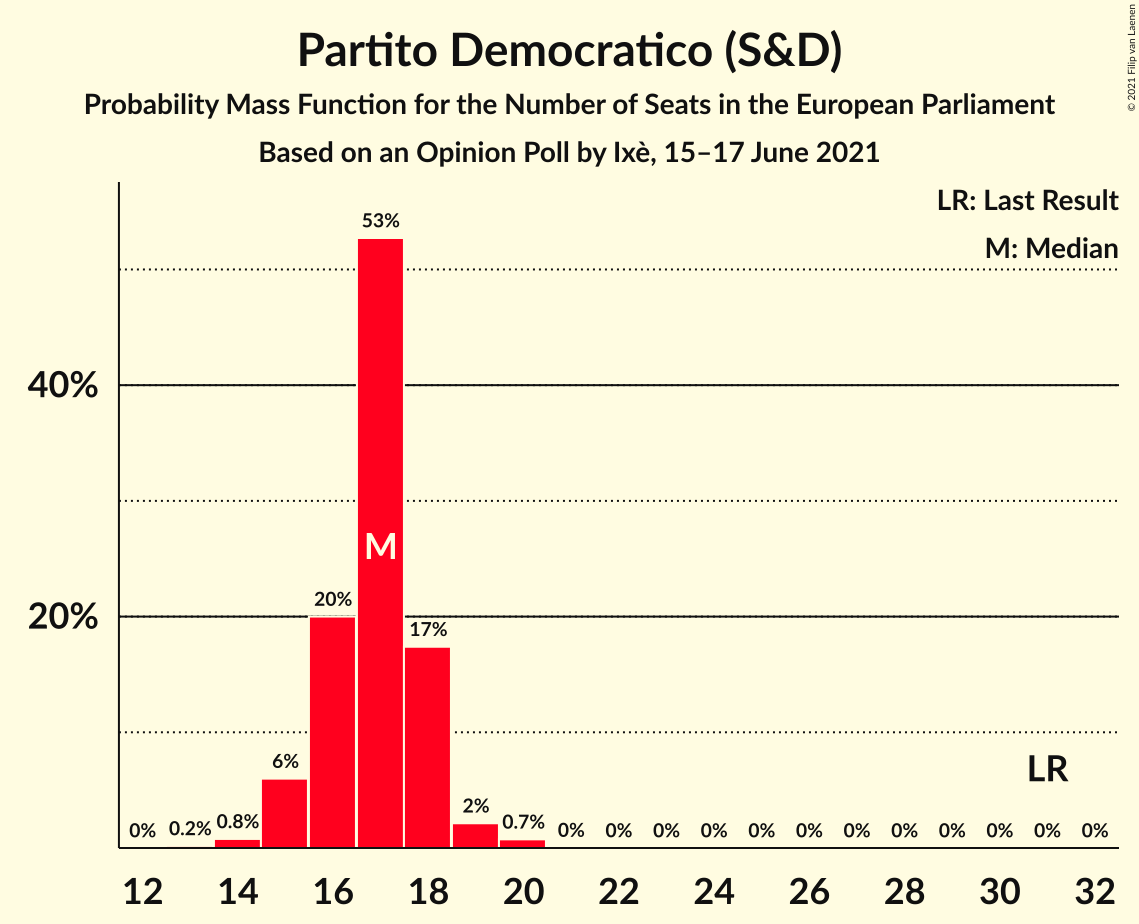 Partito Democratico (S&D)
Probability Mass Function for the Number of Seats in the European Parliament
Based on an Opinion Poll by Ixè, 15–17 June 2021
© 2021 Filip van Laenen
LR: Last Result
M: Median
40%
20%
0%
0.2%
0.8%
6%
20%
53%
M
17%
2%
0.7%
0%
0%
0%
0%
0%
0%
0%
0%
0%
0%
0%
0%
LR
12 14 16 18 20 22 24 26 28 30 32